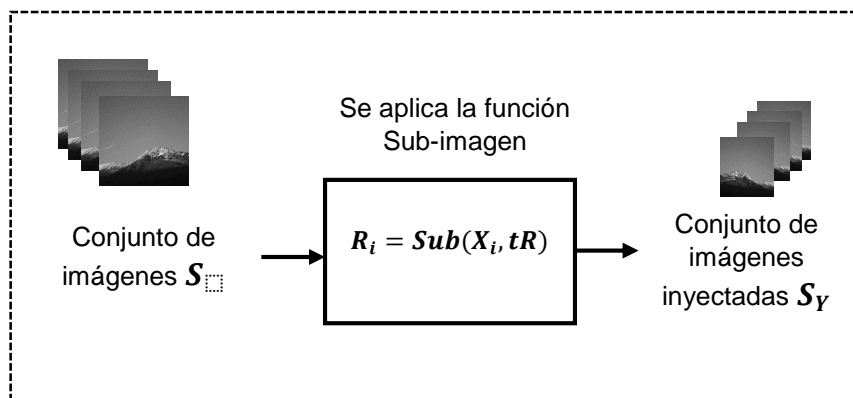 Se aplica la función
Sub-imagen
Conjunto de
imágenes S⬚
R_i = Sub(X_i, tR)
Conjunto de
imágenes
inyectadas S_Y